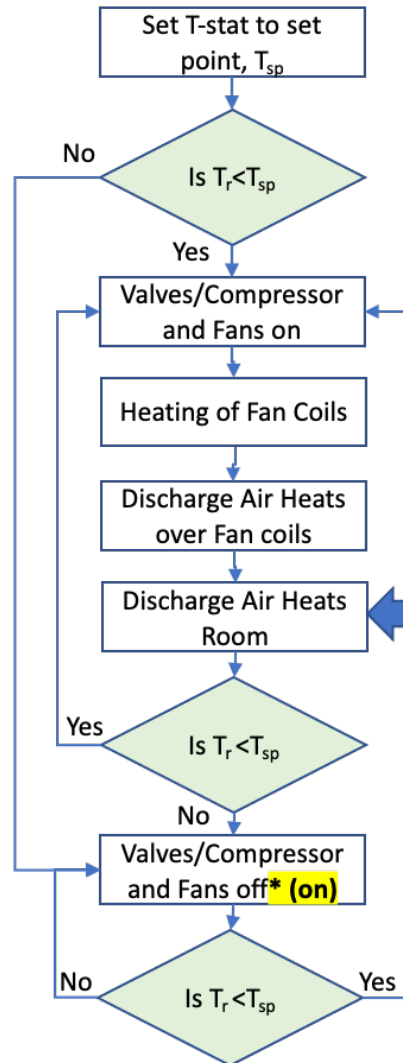 Set T-stat to set
point, Tsp
No
Is Tr<Tsp
Yes
Valves/Compressor
and Fans on
Heating of Fan Coils
Discharge Air Heats
over Fan coils
Discharge Air Heats
Room
Yes
Is Tr<Tsp
No
Valves/Compressor
and Fans off* (on)
No
Is Tr<Tsp
Yes